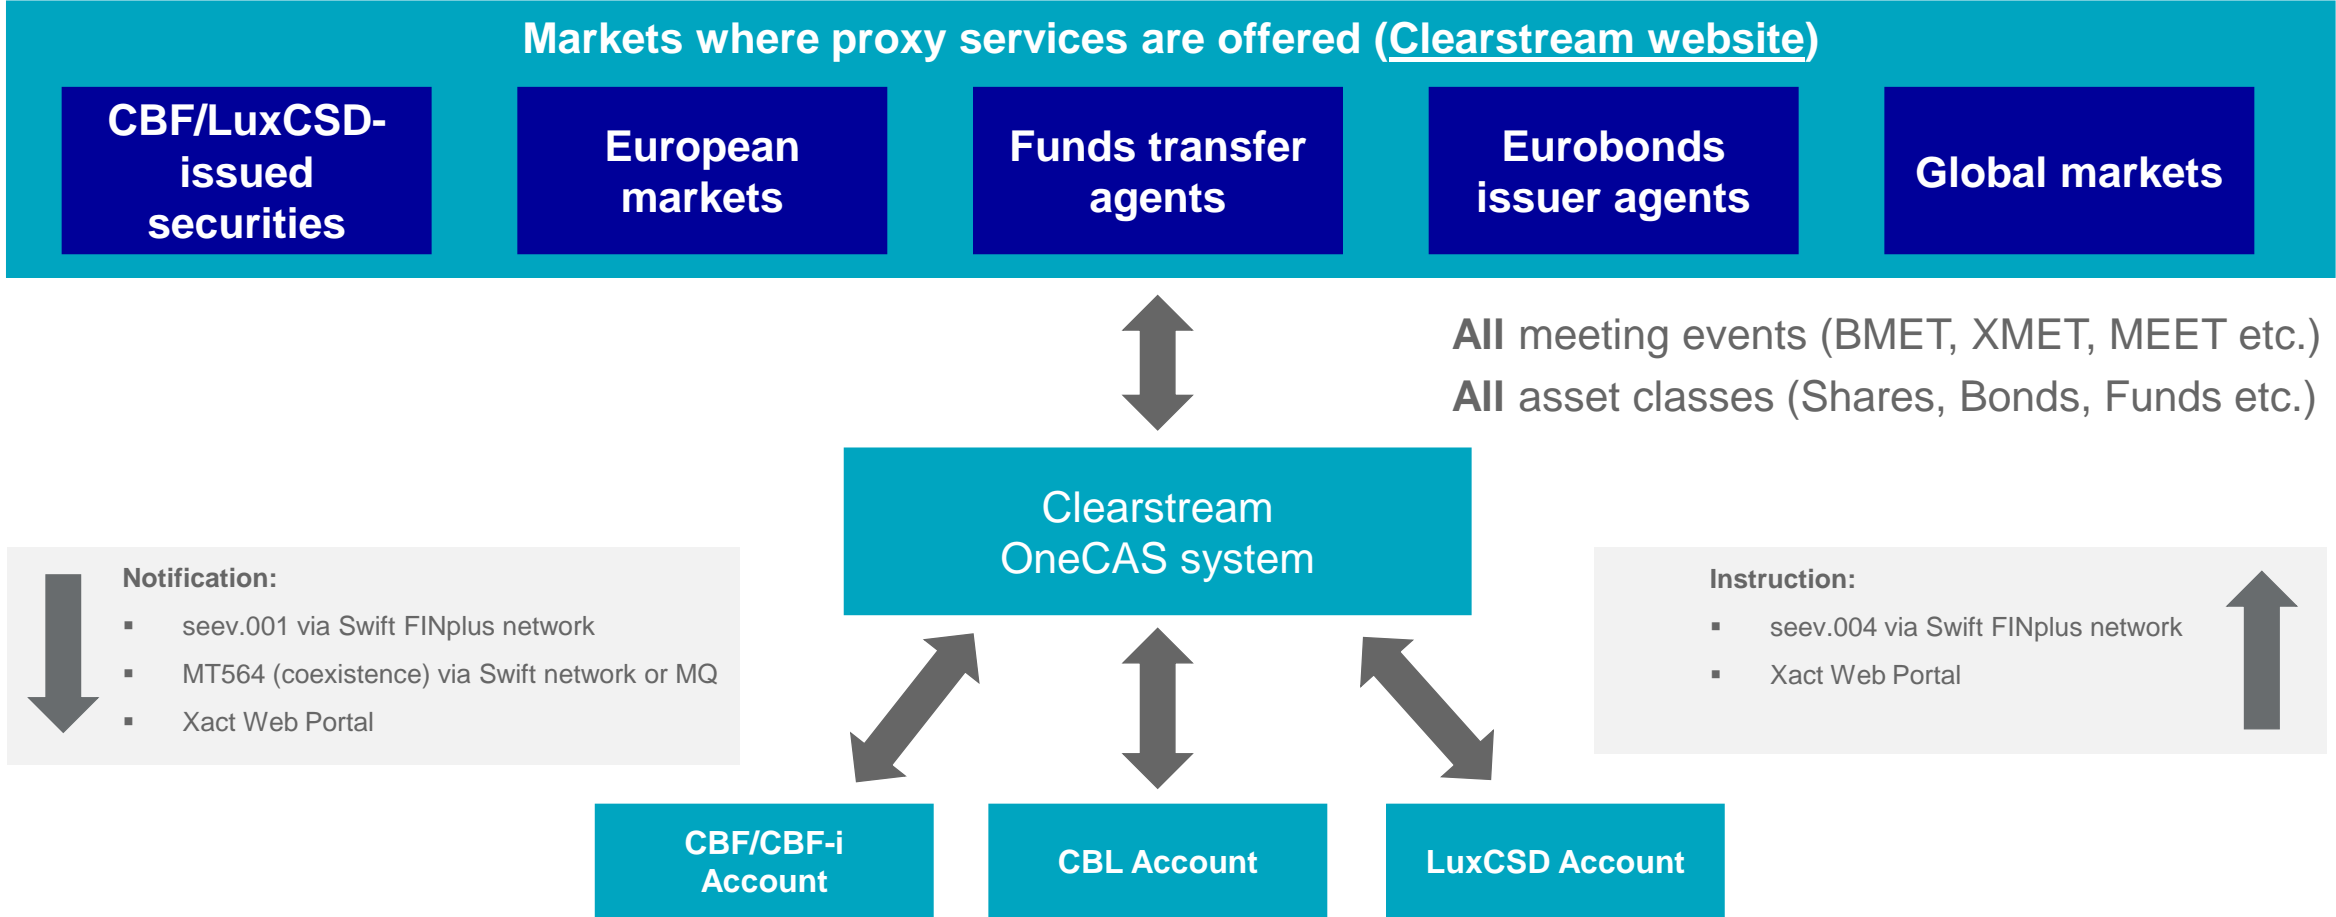 Markets where proxy services are offered (Clearstream website)
CBF/LuxCSD-
issued
securities
European
markets
Funds transfer
agents
Eurobonds
issuer agents
Global markets
All meeting events (BMET, XMET, MEET etc.)
All asset classes (Shares, Bonds, Funds etc.)
Clearstream
OneCAS system
Notification:
▪ seev.001 via Swift FINplus network
▪ MT564 (coexistence) via Swift network or MQ
▪ Xact Web Portal
Instruction:
▪ seev.004 via Swift FINplus network
▪ Xact Web Portal
CBF/CBF-i
Account
CBL Account
LuxCSD Account